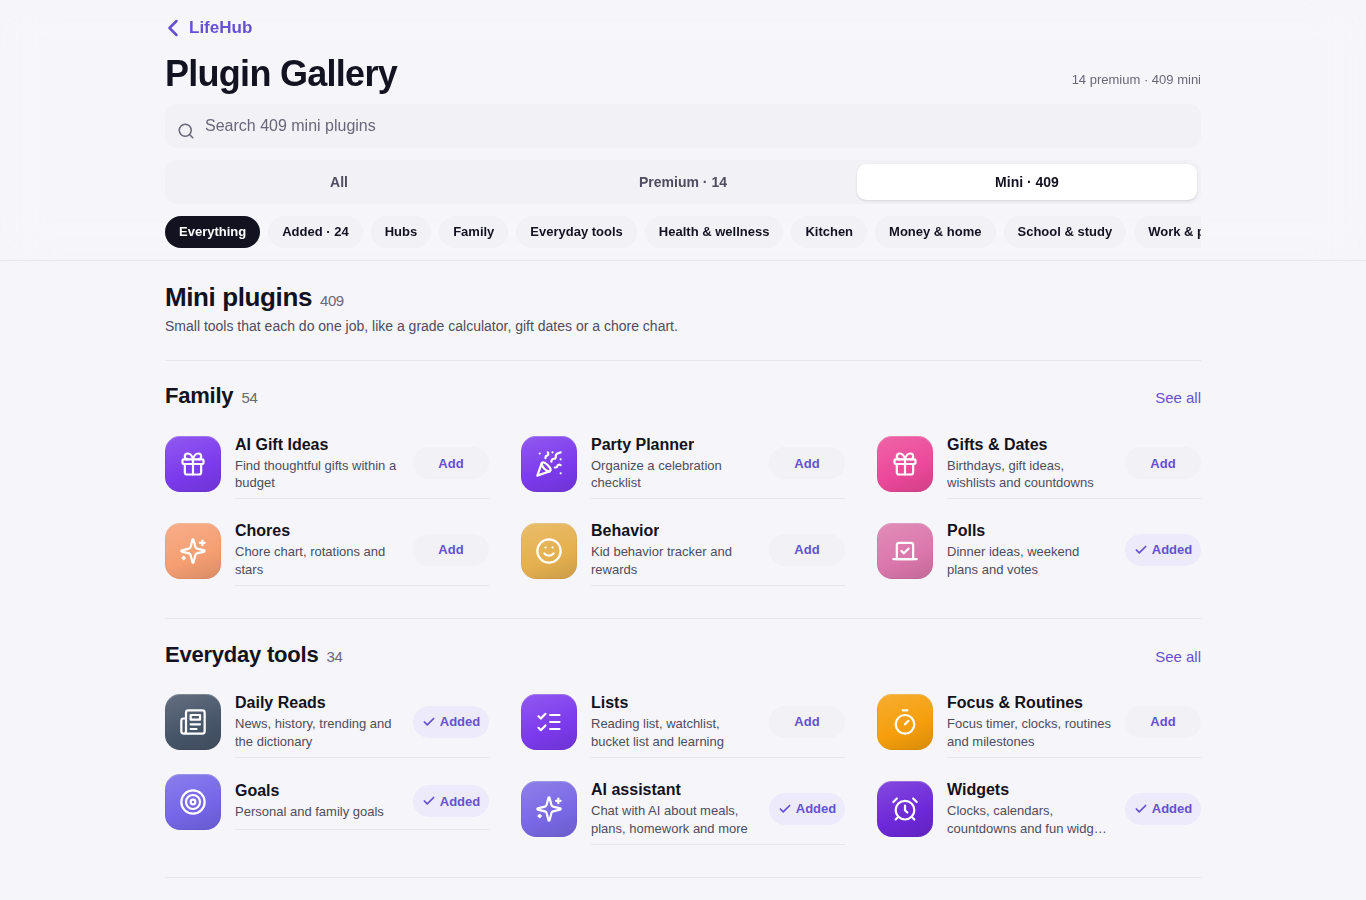 LifeHub
Plugin Gallery
14 premium · 409 mini
Search 409 mini plugins
All
Premium · 14
Mini · 409
Everything
Added · 24
Hubs
Family
Everyday tools
Health & wellness
Kitchen
Money & home
School & study
Work &
Mini plugins 409
Small tools that each do one job, like a grade calculator, gift dates or a chore chart.
Family 54
See all
AI Gift Ideas
Find thoughtful gifts within a
budget
Add
Party Planner
Organize a celebration
checklist
Add
Gifts & Dates
Birthdays, gift ideas,
wishlists and countdowns
Add
Chores
Chore chart, rotations and
stars
Add
Behavior
Kid behavior tracker and
rewards
Add
Polls
Dinner ideas, weekend
plans and votes
Added
Everyday tools 34
See all
Daily Reads
News, history, trending and
the dictionary
Added
Lists
Reading list, watchlist,
bucket list and learning
Add
Focus & Routines
Focus timer, clocks, routines
and milestones
Add
Goals
Personal and family goals
Added
AI assistant
Chat with AI about meals,
plans, homework and more
Added
Widgets
Clocks, calendars,
countdowns and fun widg…
Added